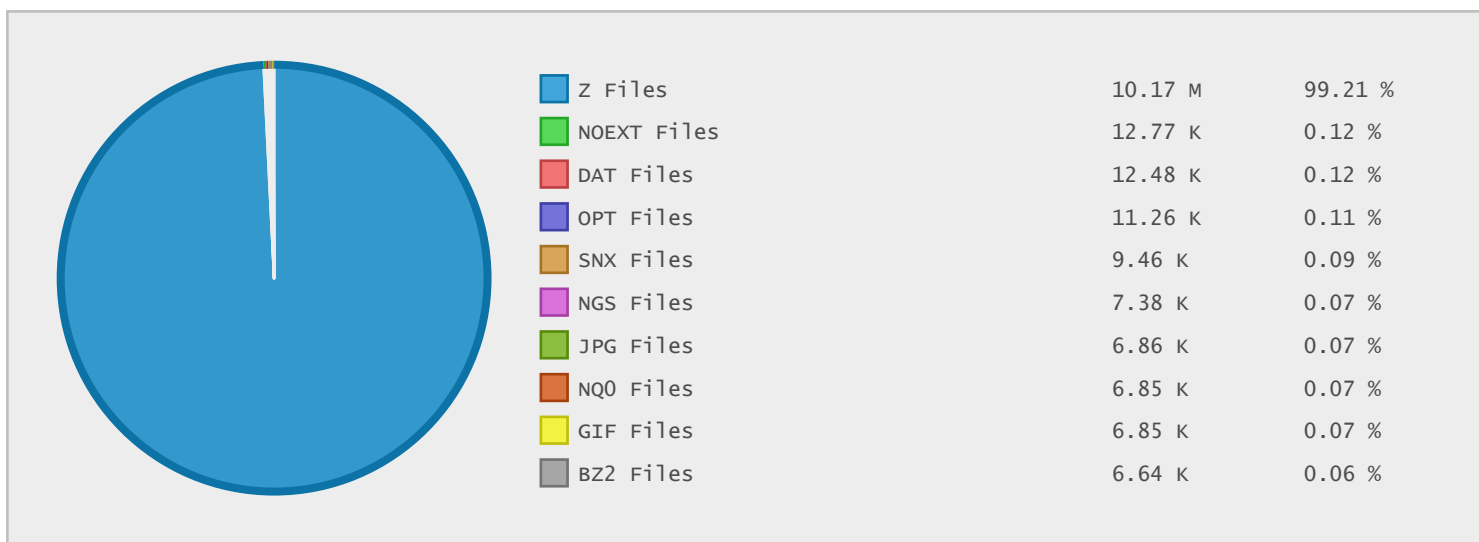 Z Files 10.17 M 99.21 %
NOEXT Files 12.77 K 0.12 %
DAT Files 12.48 K 0.12 %
OPT Files 11.26 K 0.11 %
SNX Files 9.46 K 0.09 %
NGS Files 7.38 K 0.07 %
JPG Files 6.86 K 0.07 %
NQ0 Files 6.85 K 0.07 %
GIF Files 6.85 K 0.07 %
BZ2 Files 6.64 K 0.06 %